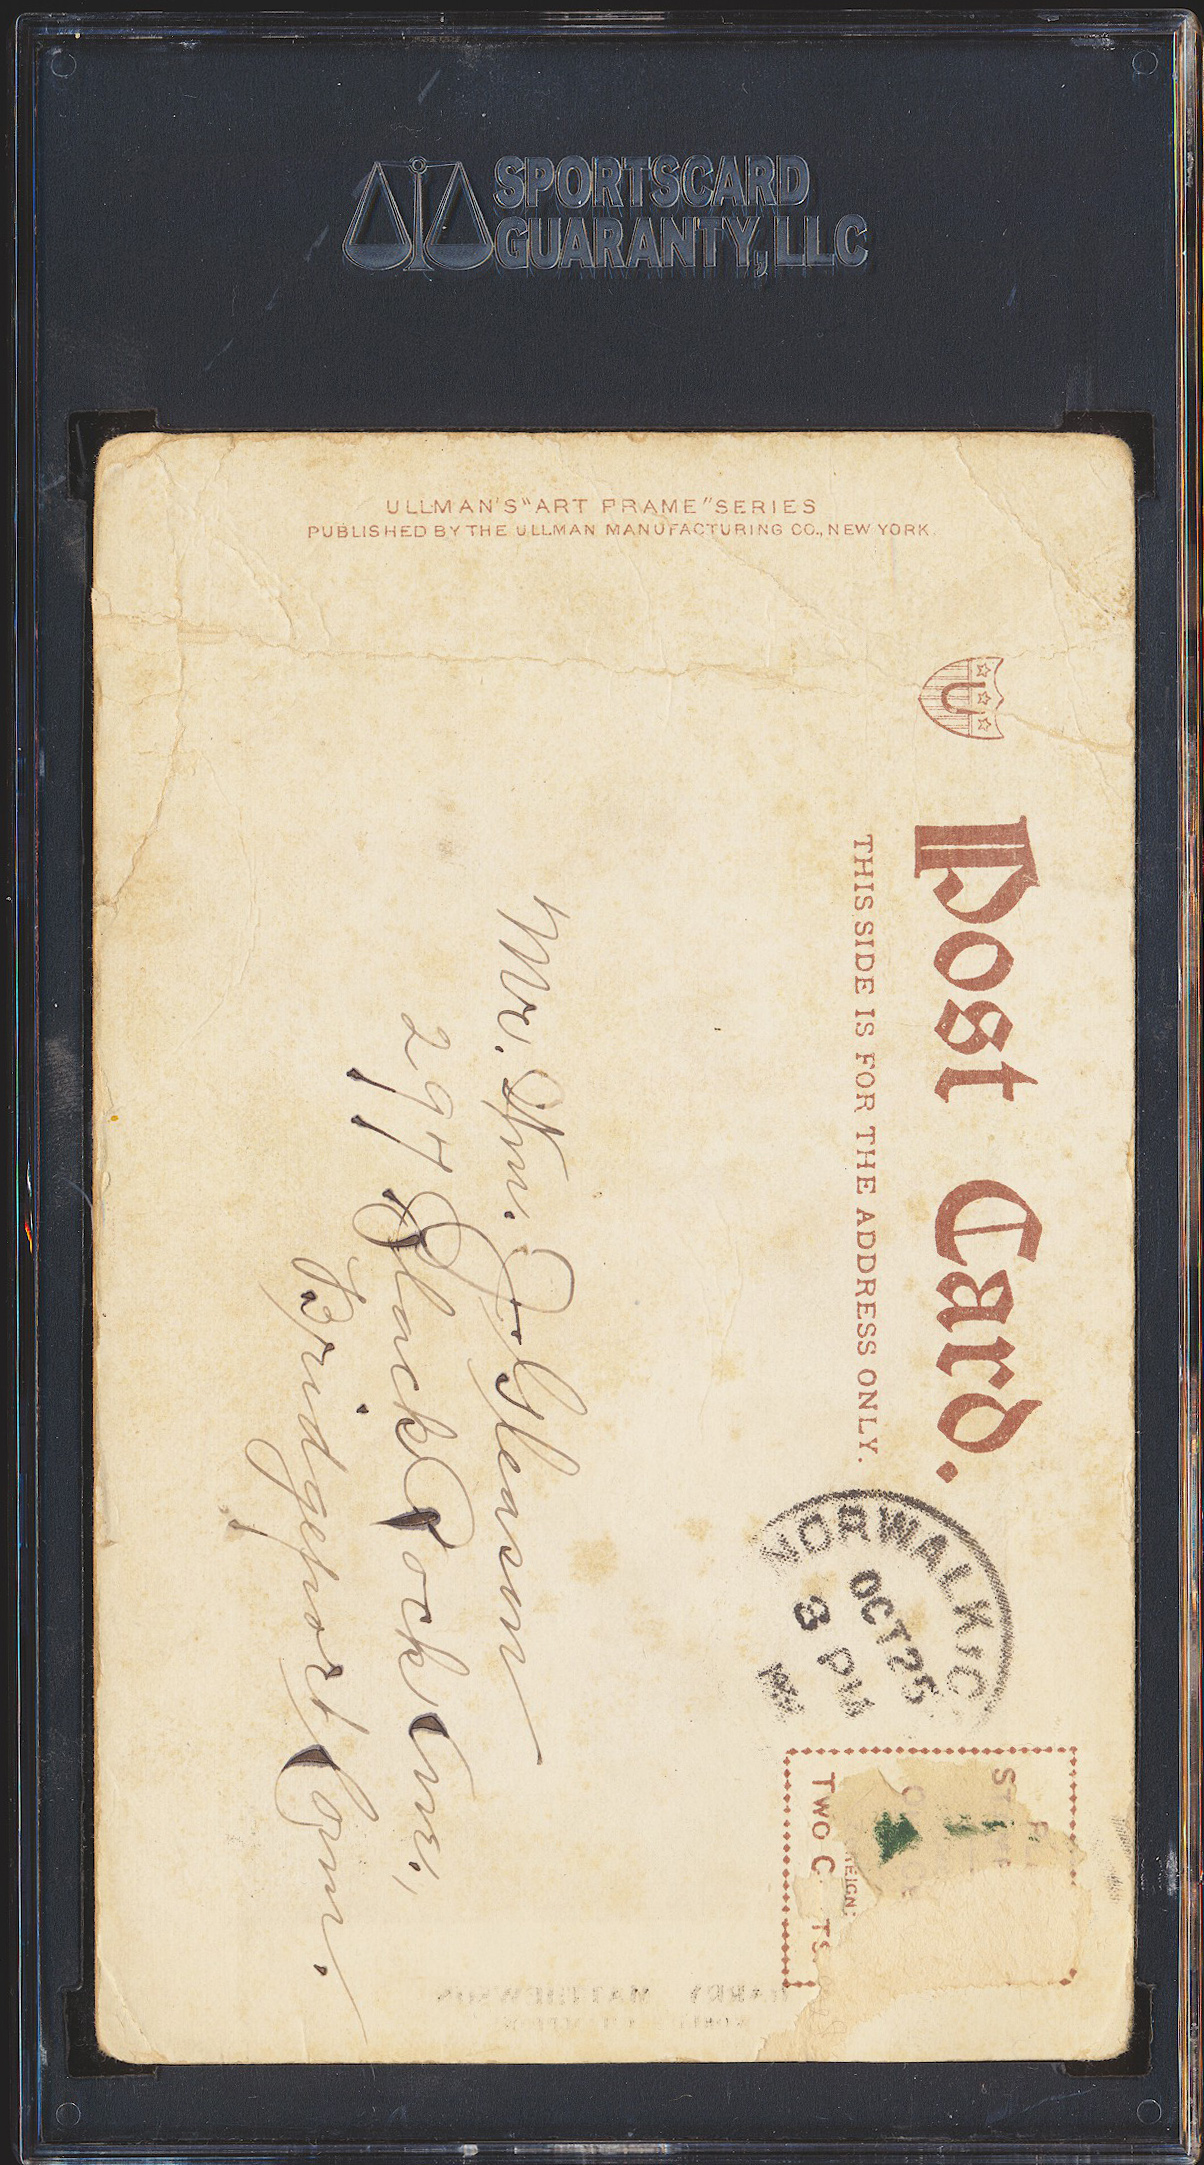 SPORTSCARD
GUARANTY, LLC
ULLMAN'S "ART FRAME" SERIES
PUBLISHED BY THE ULLMAN MANUFACTURING CO., NEW YORK.
U
Post Card.
THIS SIDE IS FOR THE ADDRESS ONLY.
NORWALK, C
OCT 25
3 PM
TWO C TS
REIGN:
Mr. Wm. J. Gleason
297 Black Rock Ave.,
Bridgeport Conn.